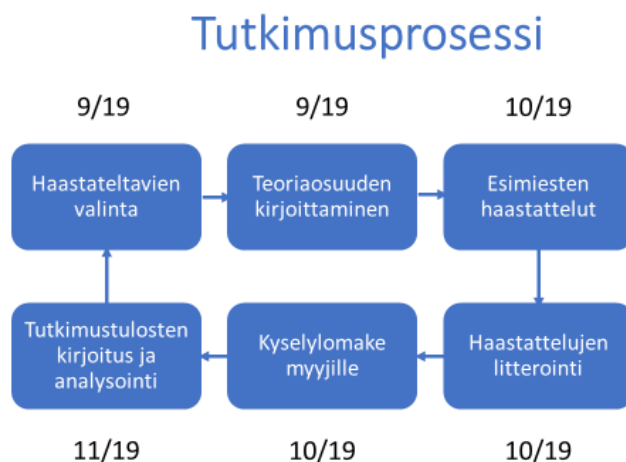 Tutkimusprosessi
9/19
9/19
10/19
Haastateltavien
valinta
Teoriaosuuden
kirjoittaminen
Esimiesten
haastattelut
Tutkimustulosten
kirjoitus ja
analysointi
Kyselylomake
myyjille
Haastattelujen
litterointi
11/19
10/19
10/19